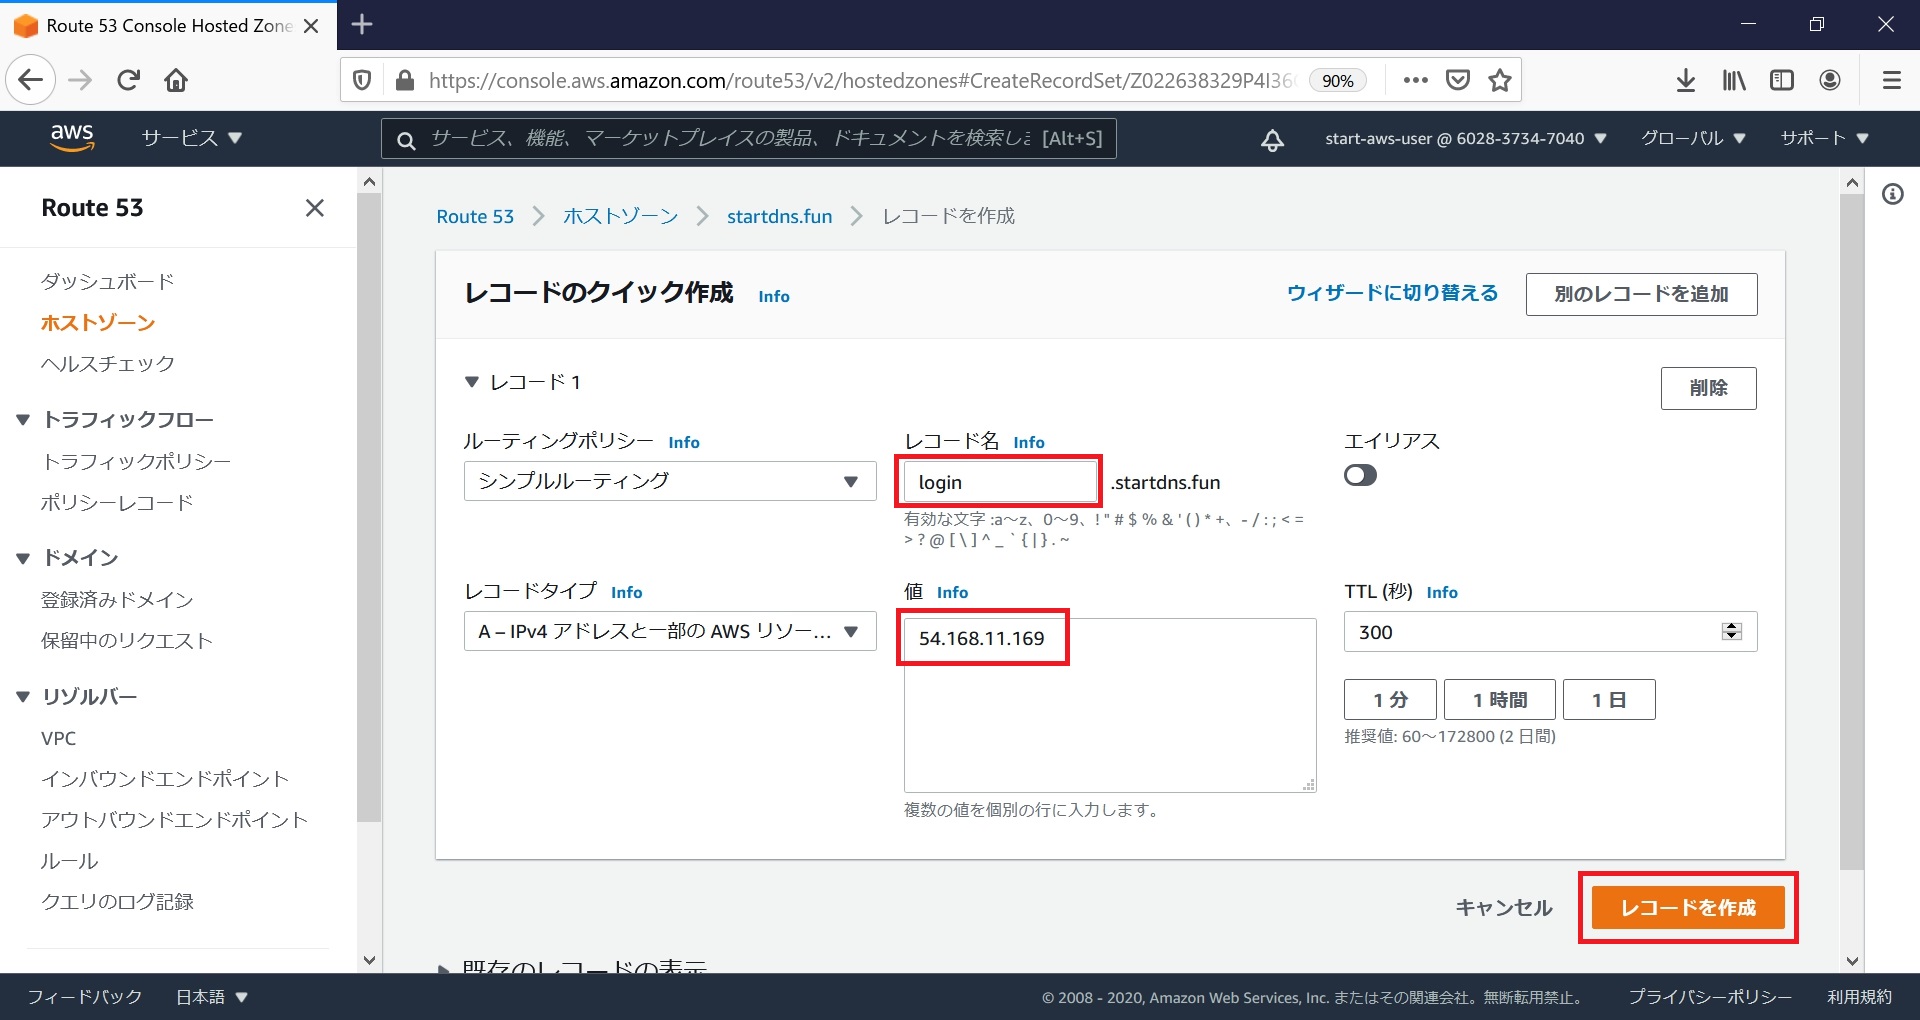 Route 53 Console Hosted Zone
https://console.aws.amazon.com/route53/v2/hostedzones#CreateRecordSet/Z022638329P4I36
90%
aws
サービス
サービス、機能、マーケットプレイスの製品、ドキュメントを検索し
[Alt+S]
start-aws-user @ 6028-3734-7040
グローバル
サポート
Route 53
ダッシュボード
ホストゾーン
ヘルスチェック
トラフィックフロー
トラフィックポリシー
ポリシーレコード
ドメイン
登録済みドメイン
保留中のリクエスト
リゾルバー
VPC
インバウンドエンドポイント
アウトバウンドエンドポイント
ルール
クエリのログ記録
Route 53 > ホストゾーン > startdns.fun > レコードを作成
レコードのクイック作成 Info
ウィザードに切り替える
別のレコードを追加
レコード 1
削除
ルーティングポリシー Info
シンプルルーティング
レコード名 Info
login
.startdns.fun
有効な文字 :a～z、0～9、! " # $ % & ' ( ) * +、- / : ; < =
> ? @ [ \ ] ^ _ ` { | } . ~
エイリアス
レコードタイプ Info
A – IPv4 アドレスと一部の AWS リソー...
値 Info
54.168.11.169
複数の値を個別の行に入力します。
TTL (秒) Info
300
1 分
1 時間
1 日
推奨値: 60～172800 (2 日間)
キャンセル
レコードを作成
既存のレコードの表示
フィードバック
日本語
© 2008 - 2020, Amazon Web Services, Inc. またはその関連会社。無断転用禁止。
プライバシーポリシー
利用規約